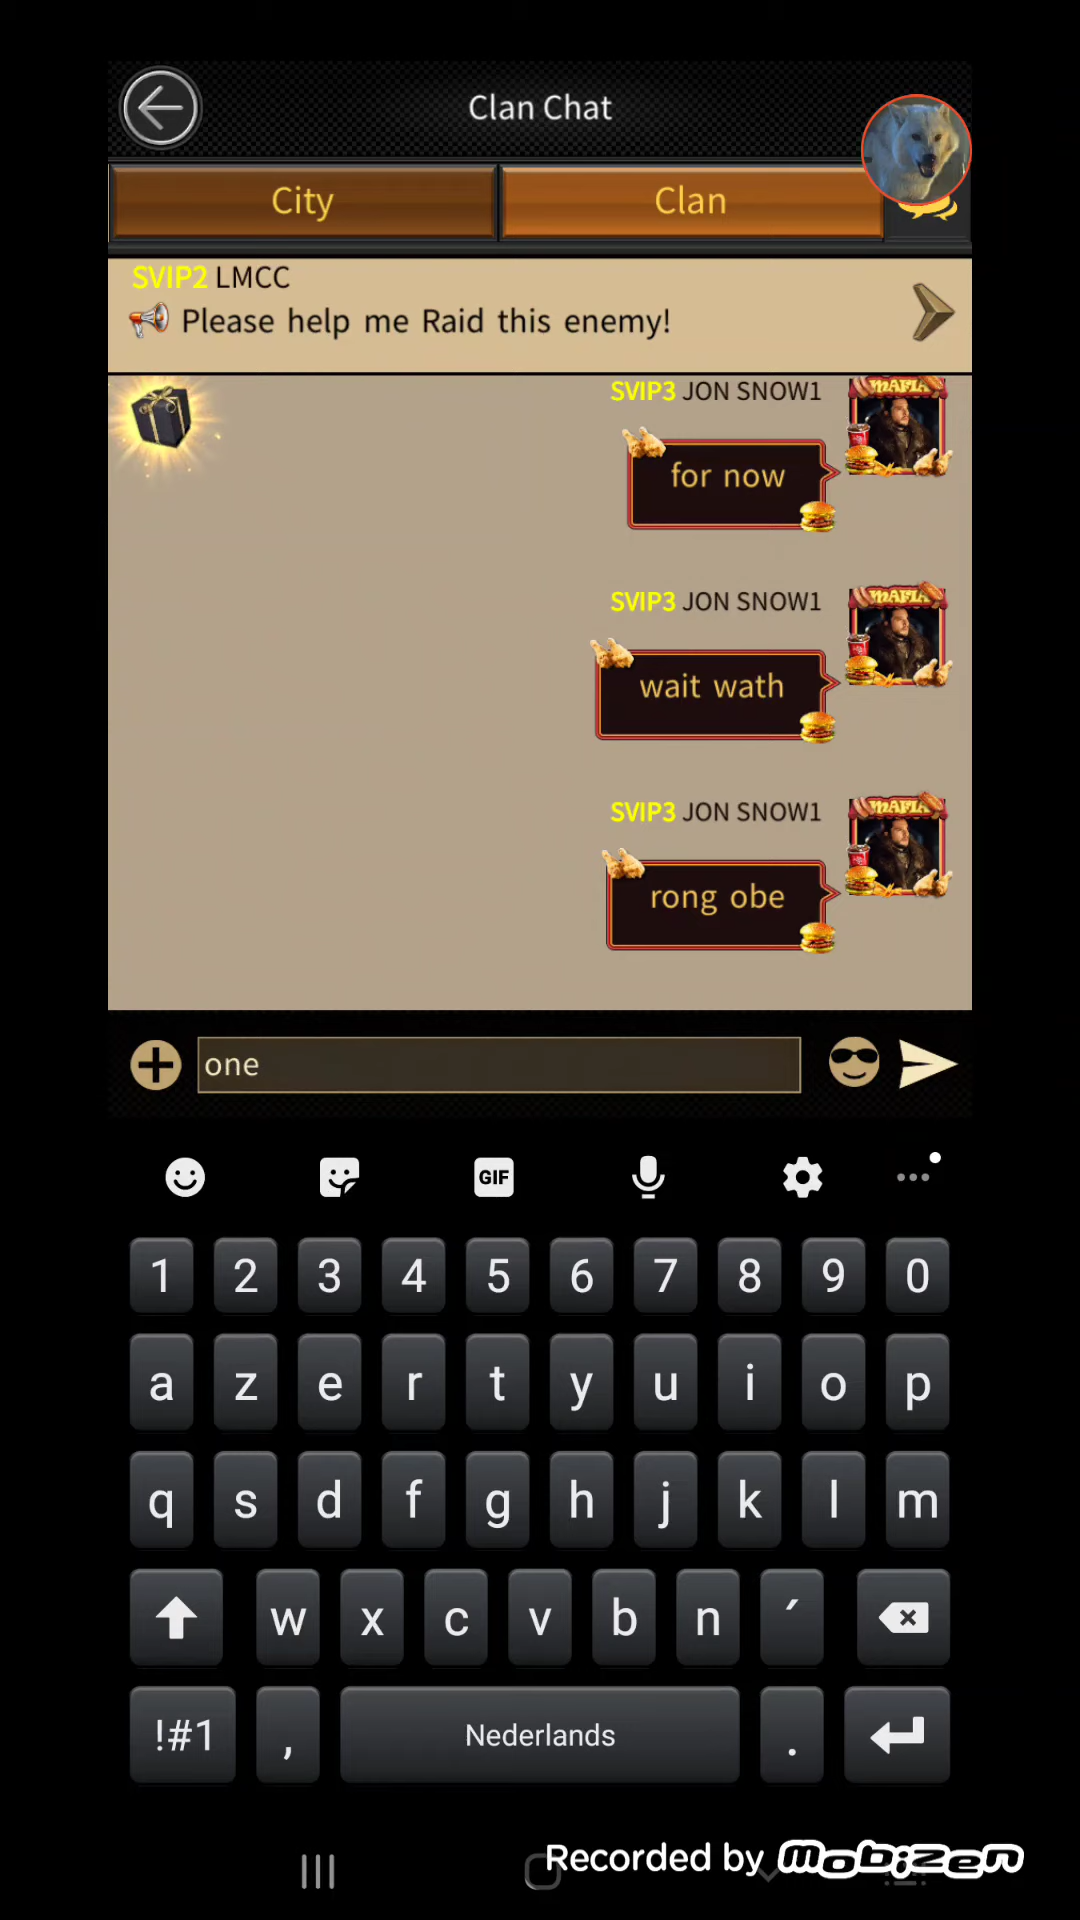 Clan Chat
City
Clan
SVIP2 LMCC
Please help me Raid this enemy!
SVIP3 JON SNOW1
MAFIA
for now
SVIP3 JON SNOW1
MAFIA
wait wath
SVIP3 JON SNOW1
MAFIA
rong obe
one
GIF
1 2 3 4 5 6 7 8 9 0
a z e r t y u i o p
q s d f g h j k l m
w x c v b n ´
!#1 , Nederlands .
Recorded by Mobizen